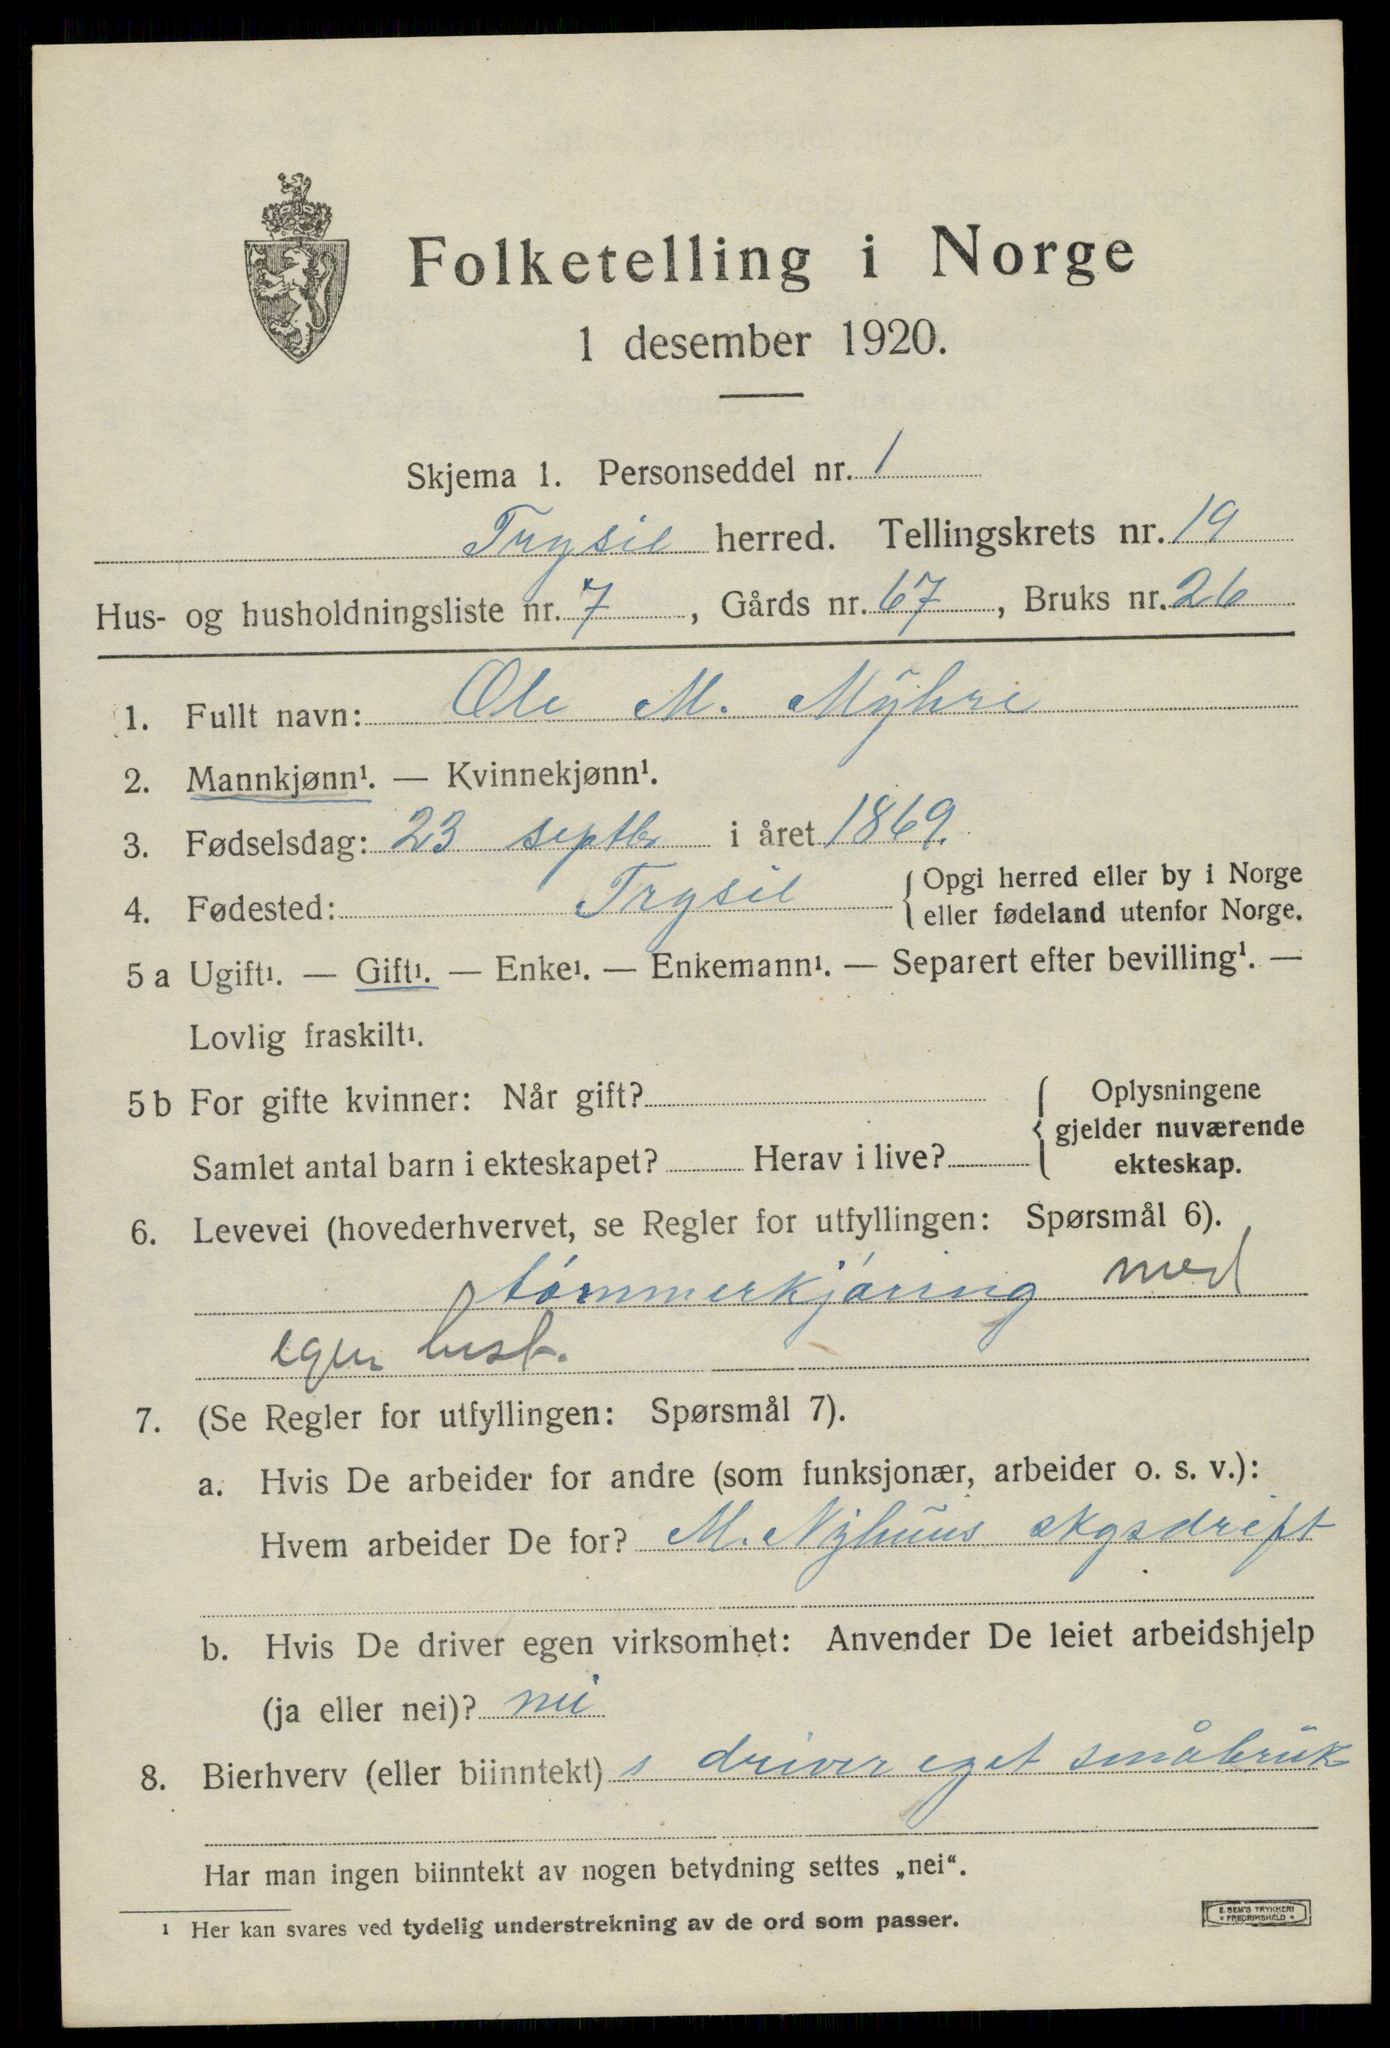 Folketelling i Norge
1 desember 1920.
Skjema 1. Personseddel nr. 1
Trysil herred. Tellingskrets nr. 19
Hus- og husholdningsliste nr. 7, Gårds nr. 67, Bruks nr. 26
1. Fullt navn: Ole M. Myhre
2. Mannkjønn¹. — Kvinnekjønn¹.
3. Fødselsdag: 23 septbr i året 1869.
4. Fødested: Trysil { Opgi herred eller by i Norge
eller fødeland utenfor Norge.
5 a Ugift¹. — Gift¹. — Enke¹. — Enkemann¹. — Separert efter bevilling¹. —
Lovlig fraskilt¹.
5 b For gifte kvinner: Når gift?
Samlet antal barn i ekteskapet? Herav i live?
{ Oplysningene
gjelder nuværende
ekteskap.
6. Levevei (hovederhvervet, se Regler for utfyllingen: Spørsmål 6).
tømmerkjøring med
egen hest.
7. (Se Regler for utfyllingen: Spørsmål 7).
a. Hvis De arbeider for andre (som funksjonær, arbeider o. s. v.):
Hvem arbeider De for? M. Nyhuus skgsdrift
b. Hvis De driver egen virksomhet: Anvender De leiet arbeidshjelp
(ja eller nei)? nei
8. Bierhverv (eller biinntekt) s driver eget småbruk
Har man ingen biinntekt av nogen betydning settes „nei“.
¹ Her kan svares ved tydelig understrekning av de ord som passer.
E. SEM'S TRYKKERI
• FREDRIKSHALD •